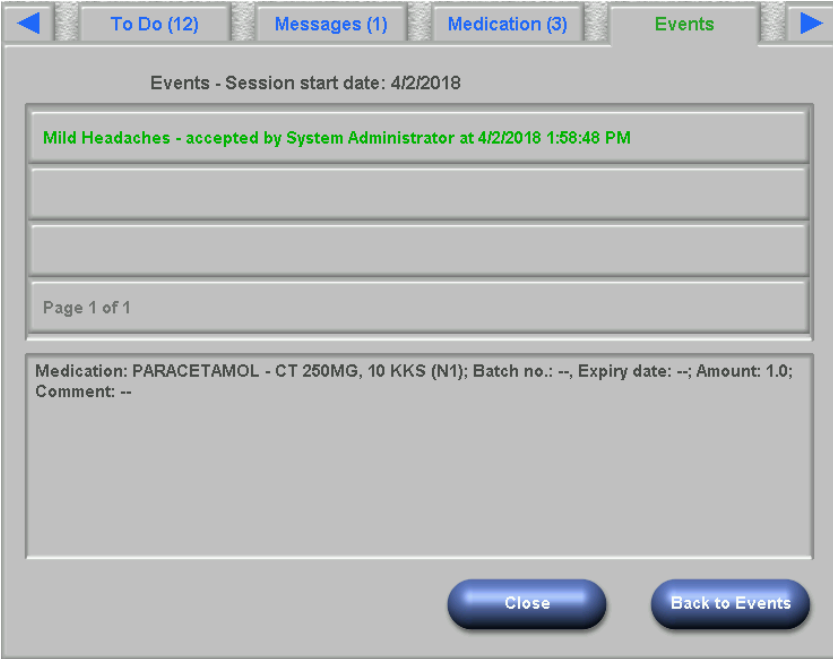 To Do (12) Messages (1) Medication (3) Events
Events - Session start date: 4/2/2018
Mild Headaches - accepted by System Administrator at 4/2/2018 1:58:48 PM
Page 1 of 1
Medication: PARACETAMOL - CT 250MG, 10 KKS (N1); Batch no.: --, Expiry date: --; Amount: 1.0;
Comment: --
Close Back to Events